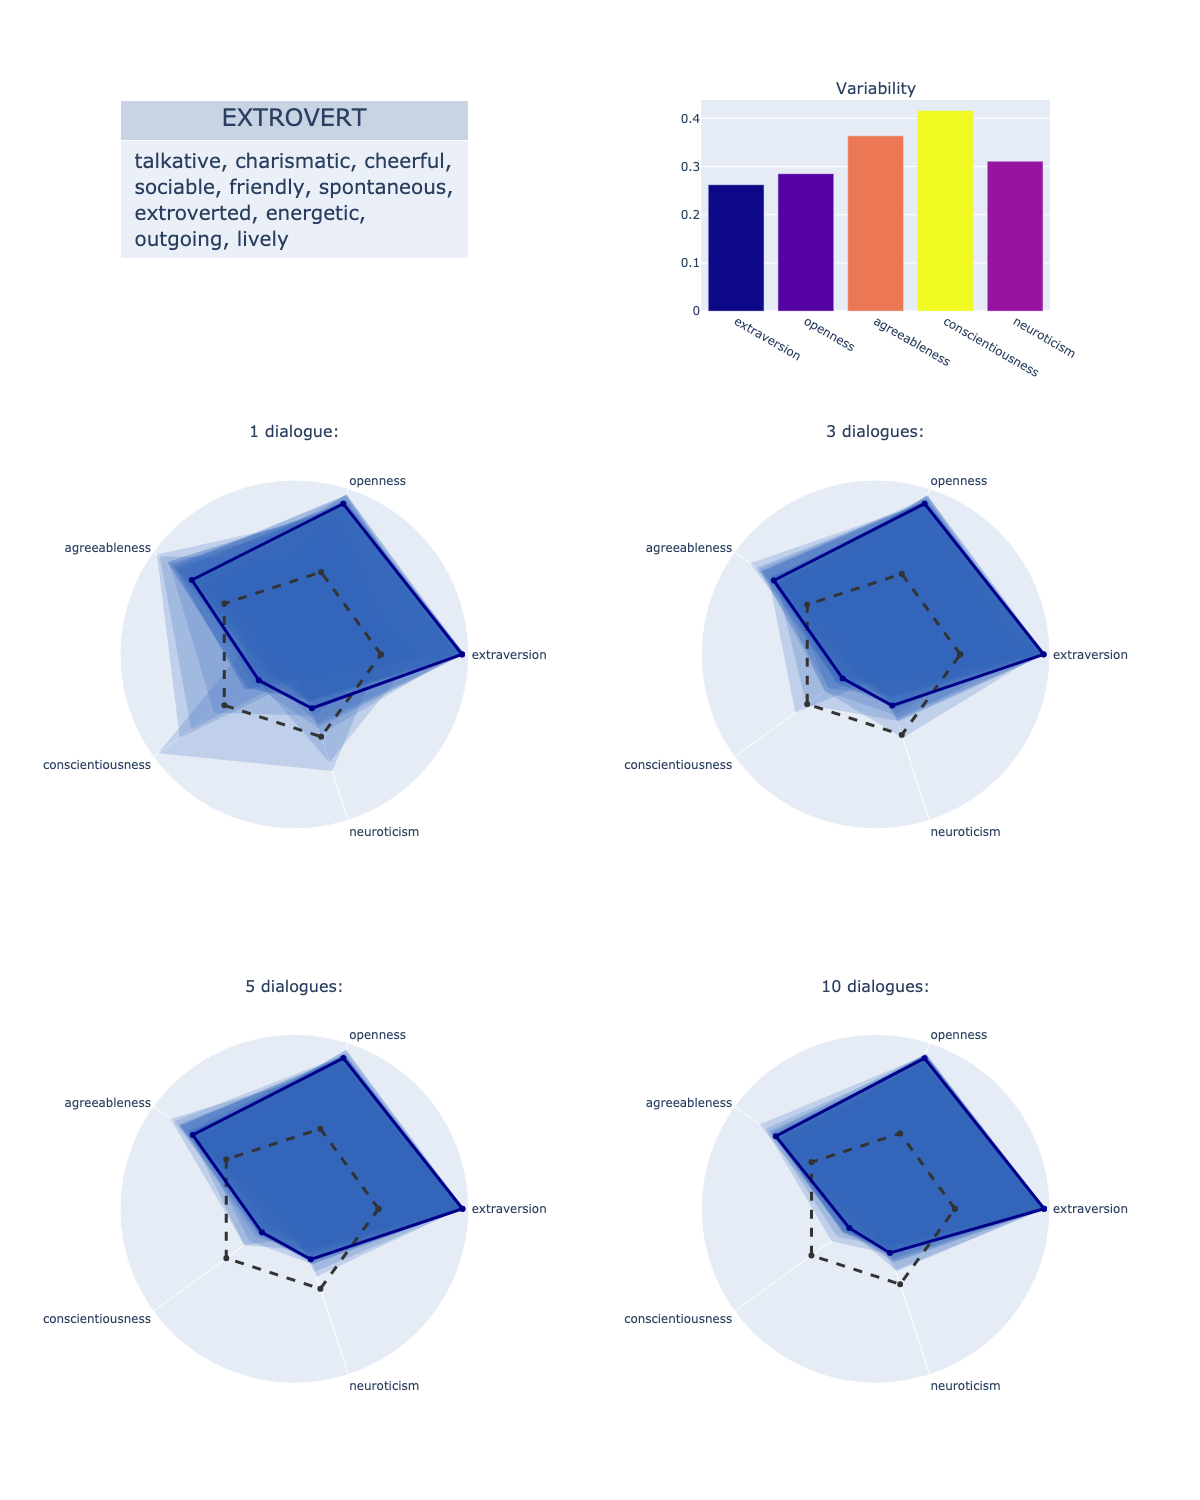 EXTROVERT
talkative, charismatic, cheerful,
sociable, friendly, spontaneous,
extroverted, energetic,
outgoing, lively
Variability
0.4
0.3
0.2
0.1
0
extraversion
openness
agreeableness
conscientiousness
neuroticism
1 dialogue:
openness
agreeableness
extraversion
conscientiousness
neuroticism
3 dialogues:
openness
agreeableness
extraversion
conscientiousness
neuroticism
5 dialogues:
openness
agreeableness
extraversion
conscientiousness
neuroticism
10 dialogues:
openness
agreeableness
extraversion
conscientiousness
neuroticism